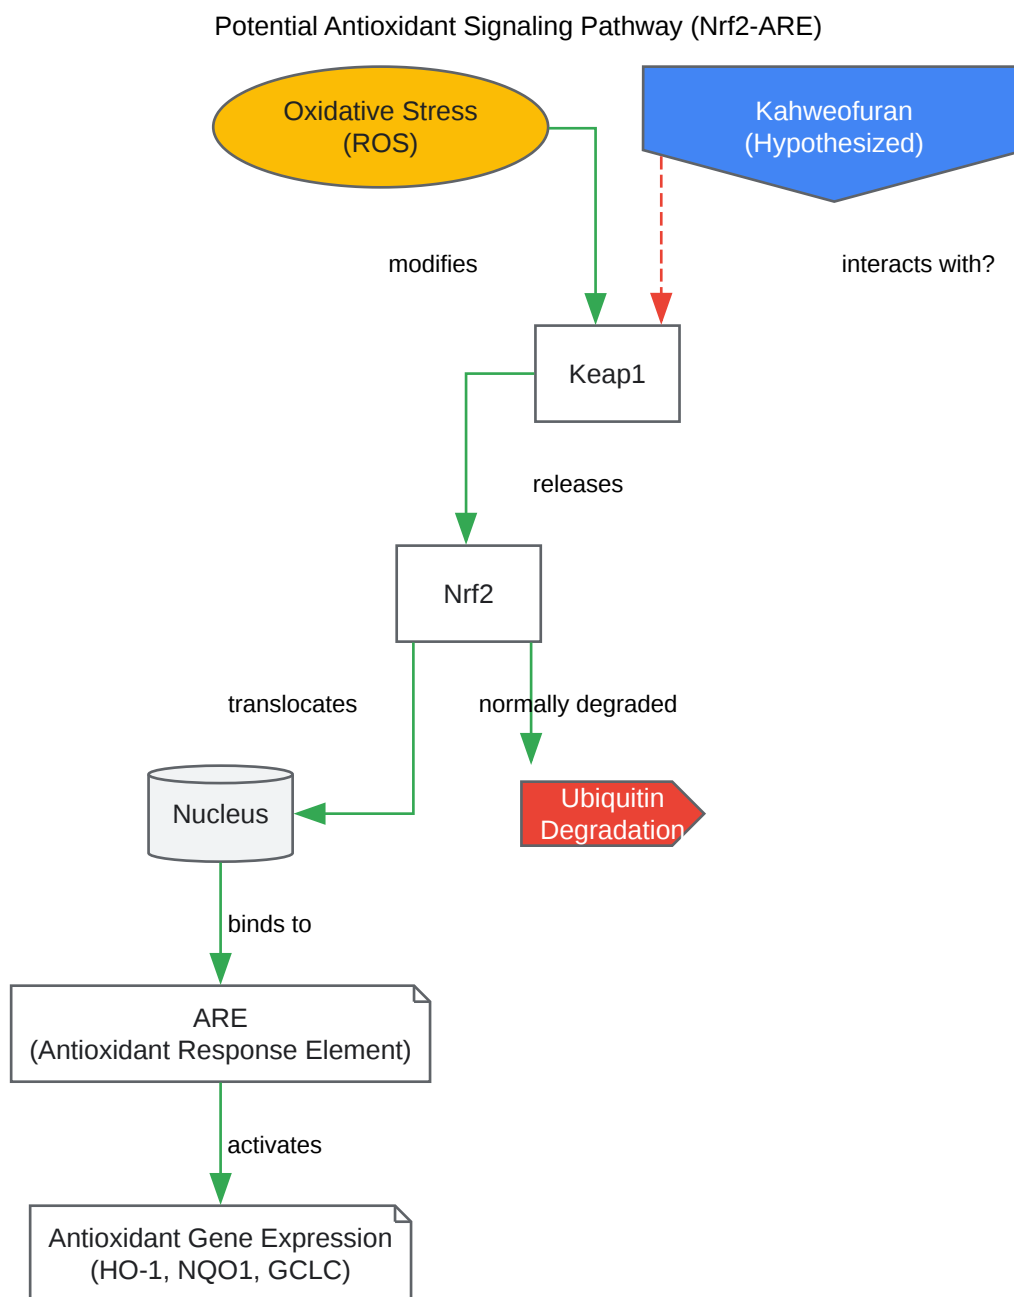 Potential Antioxidant Signaling Pathway (Nrf2-ARE)
Oxidative Stress
(ROS)
Kahweofuran
(Hypothesized)
modifies
interacts with?
Keap1
releases
Nrf2
translocates
normally degraded
Nucleus
Ubiquitin
Degradation
binds to
ARE
(Antioxidant Response Element)
activates
Antioxidant Gene Expression
(HO-1, NQO1, GCLC)